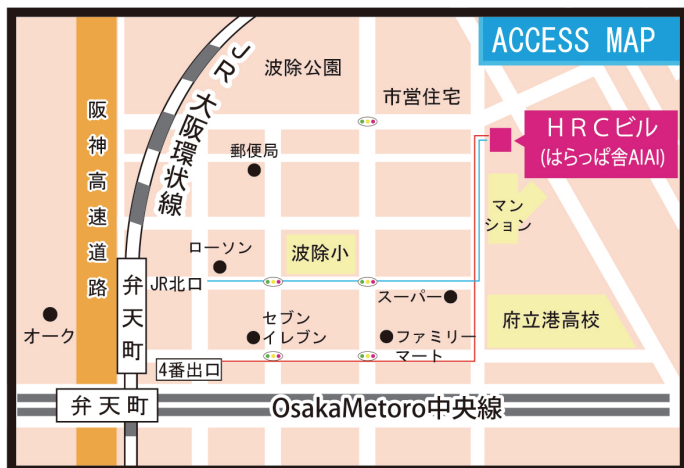 ACCESS MAP
波除公園
市営住宅
JR 大阪環状線
阪神高速道路
HRCビル
(はらっぱ舎AIAI)
郵便局
マン
ション
ローソン
波除小
弁天町
JR北口
スーパー
オーク
セブン
イレブン
ファミリー
マート
府立港高校
4番出口
弁天町
OsakaMetoro中央線